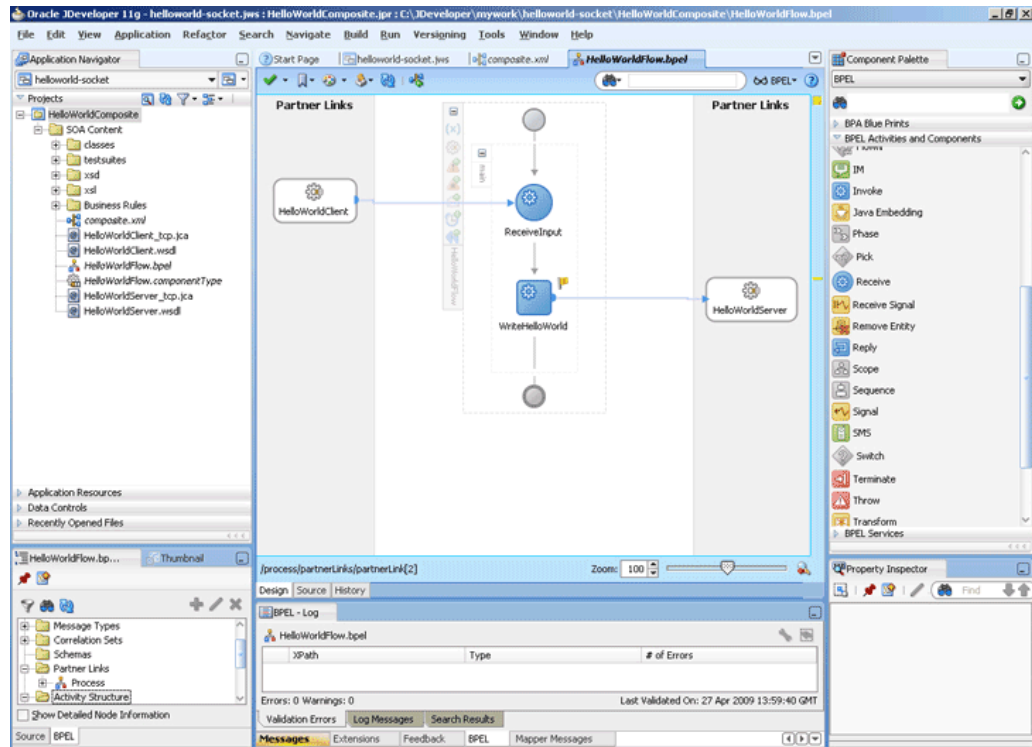 Oracle JDeveloper 11g - helloworld-socket.jws : HelloWorldComposite.jpr : C:\JDeveloper\mywork\helloworld-socket\HelloWorldComposite\HelloWorldFlow.bpel
File Edit View Application Refactor Search Navigate Build Run Versigning Tools Window Help
Application Navigator
helloworld-socket
Projects
HelloWorldComposite
SOA Content
classes
testsuites
xsd
xsl
Business Rules
composite.xml
HelloWorldClient_tcp.jca
HelloWorldClient.wsdl
HelloWorldFlow.bpel
HelloWorldFlow.componentType
HelloWorldServer_tcp.jca
HelloWorldServer.wsdl
Application Resources
Data Controls
Recently Opened Files
HelloWorldFlow.bp... Thumbnail
Message Types
Correlation Sets
Schemas
Partner Links
Process
Activity Structure
Show Detailed Node Information
Source BPEL
Start Page helloworld-socket.jws composite.xml HelloWorldFlow.bpel
BPEL
Partner Links
Partner Links
(x)
main
HelloWorldClient
ReceiveInput
HelloWorldFlow
WriteHelloWorld
HelloWorldServer
/process/partnerLinks/partnerLink[2] Zoom: 100
Design Source History
BPEL - Log
HelloWorldFlow.bpel
XPath Type # of Errors
Errors: 0 Warnings: 0 Last Validated On: 27 Apr 2009 13:59:40 GMT
Validation Errors Log Messages Search Results
Messages Extensions Feedback BPEL Mapper Messages
Component Palette
BPEL
BPA Blue Prints
BPEL Activities and Components
IM
Invoke
Java Embedding
Phase
Pick
Receive
Receive Signal
Remove Entity
Reply
Scope
Sequence
Signal
SMS
Switch
Terminate
Throw
Transform
BPEL Services
Property Inspector
Find